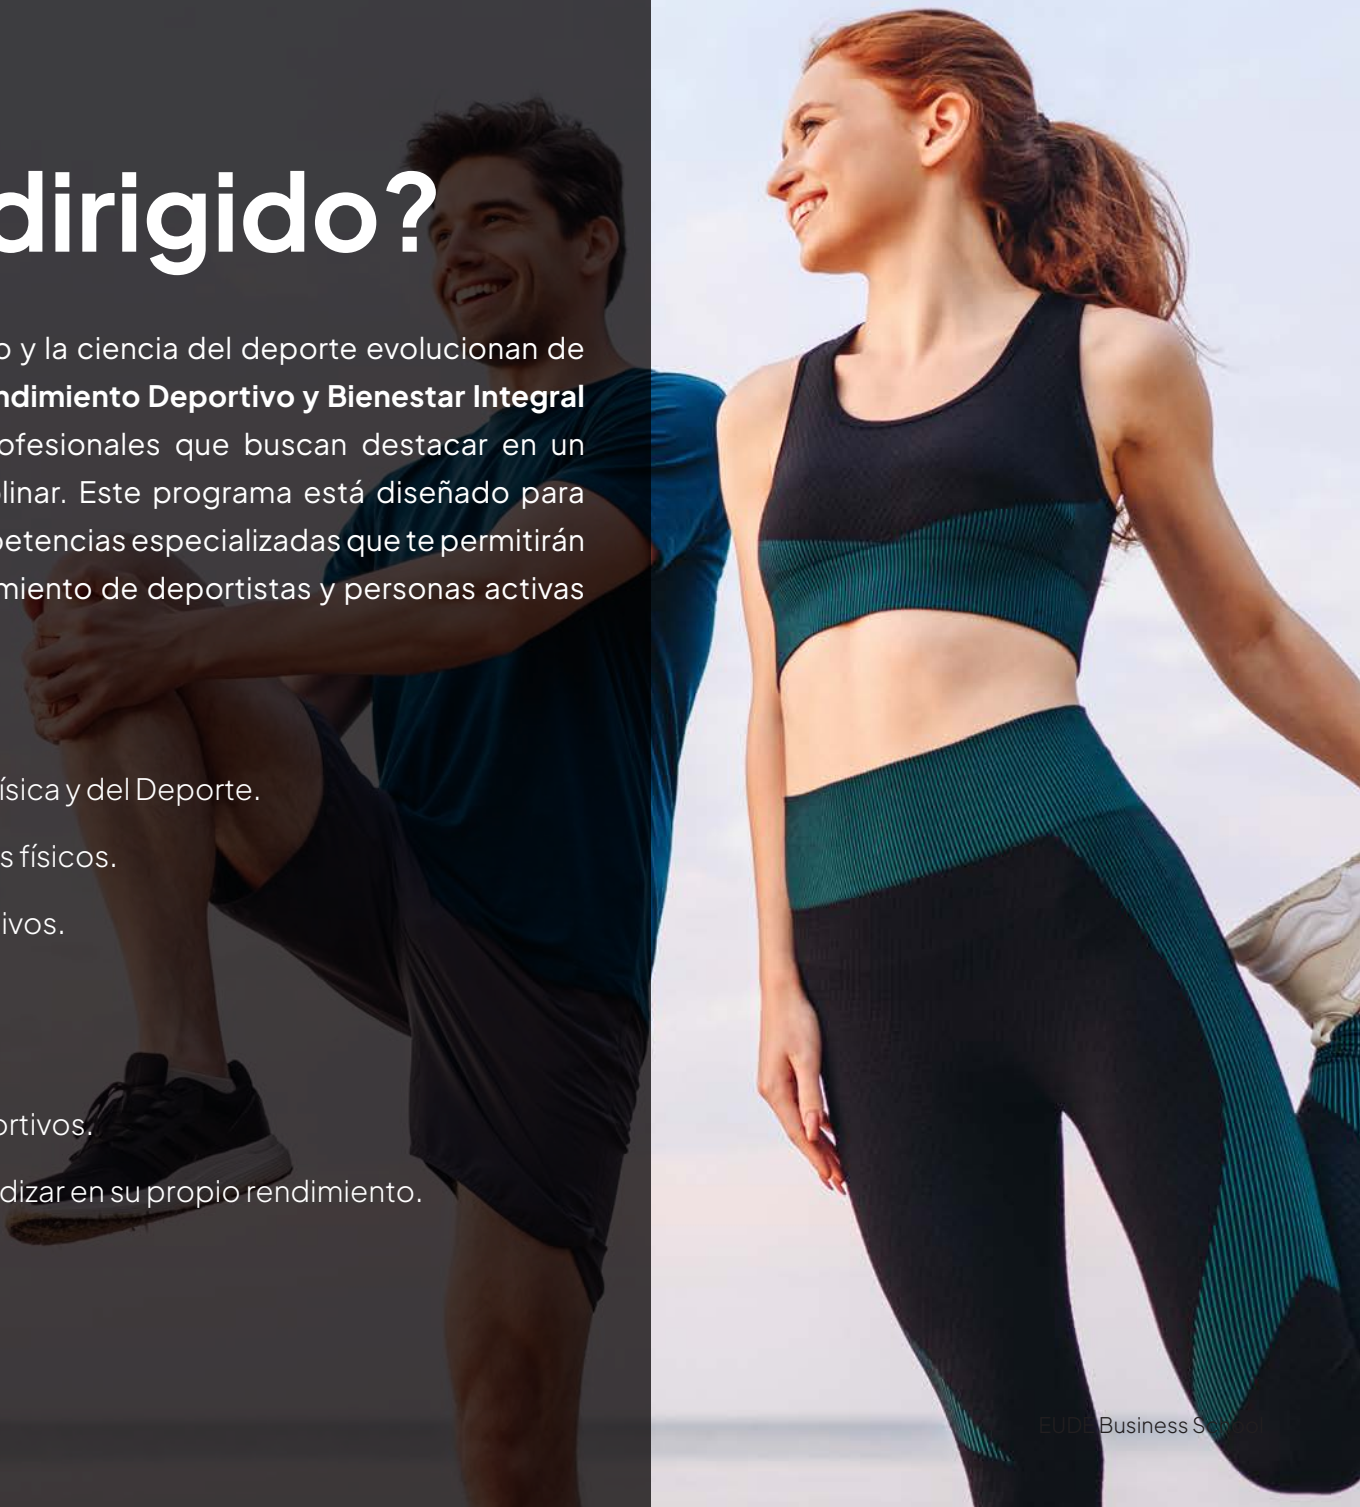 dirigido?
o y la ciencia del deporte evolucionan de
ndimiento Deportivo y Bienestar Integral
ofesionales que buscan destacar en un
linar. Este programa está diseñado para
petencias especializadas que te permitirán
miento de deportistas y personas activas
ísica y del Deporte.
s físicos.
ivos.
ortivos.
dizar en su propio rendimiento.
EUDE Business School